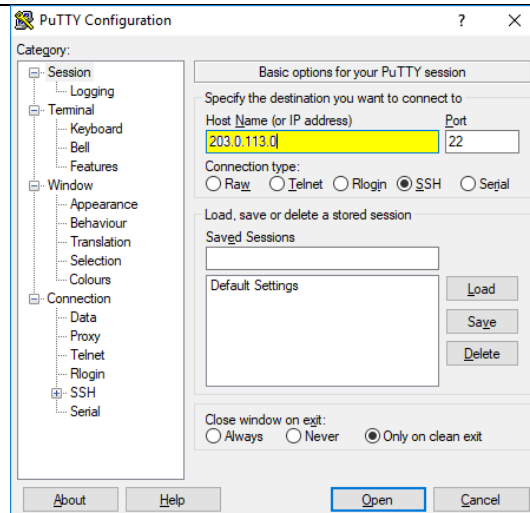 PuTTY Configuration
?
Category:
Session
Logging
Terminal
Keyboard
Bell
Features
Window
Appearance
Behaviour
Translation
Selection
Colours
Connection
Data
Proxy
Telnet
Rlogin
SSH
Serial
Basic options for your PuTTY session
Specify the destination you want to connect to
Host Name (or IP address) Port
203.0.113.0 22
Connection type:
Raw Telnet Rlogin SSH Serial
Load, save or delete a stored session
Saved Sessions
Default Settings
Load
Save
Delete
Close window on exit:
Always Never Only on clean exit
About Help Open Cancel